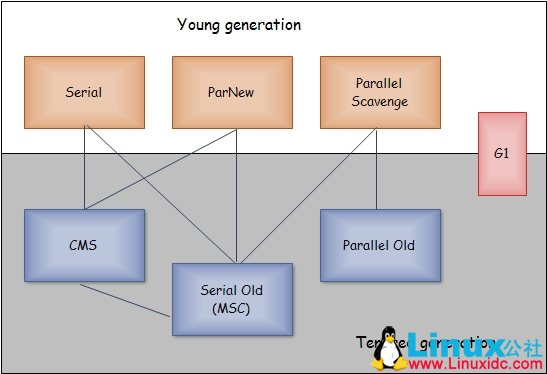 Young generation
Serial
ParNew
Parallel
Scavenge
G1
CMS
Serial Old
(MSC)
Parallel Old
generation
Linux公社
www.Linuxidc.com